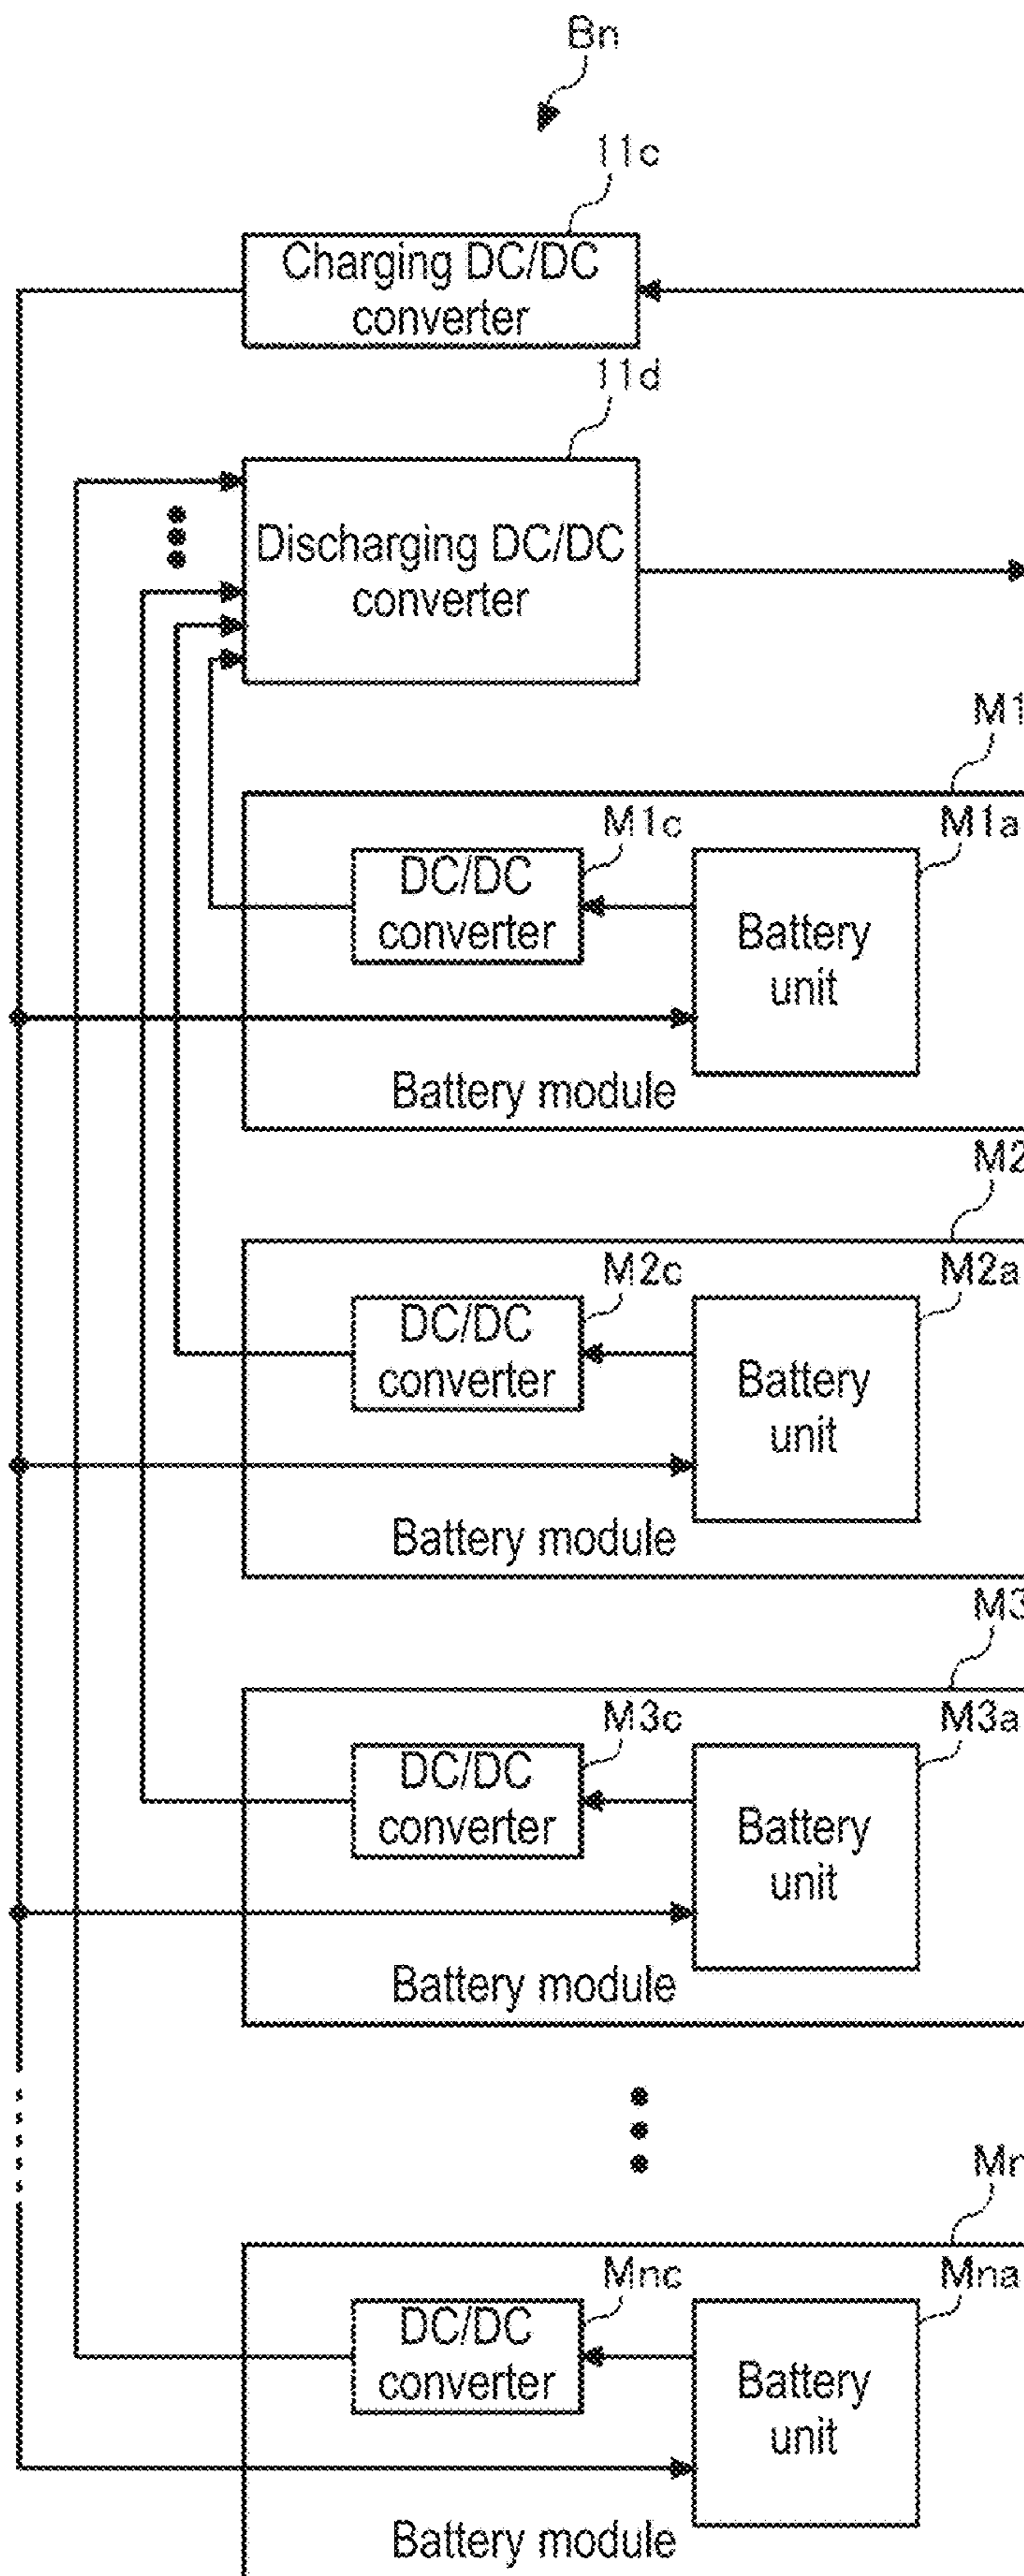 Bn
11c
Charging DC/DC
converter
11d
Discharging DC/DC
converter
M1
M1c
M1a
DC/DC
converter
Battery
unit
Battery module
M2
M2c
M2a
DC/DC
converter
Battery
unit
Battery module
M3
M3c
M3a
DC/DC
converter
Battery
unit
Battery module
Mn
Mnc
Mna
DC/DC
converter
Battery
unit
Battery module